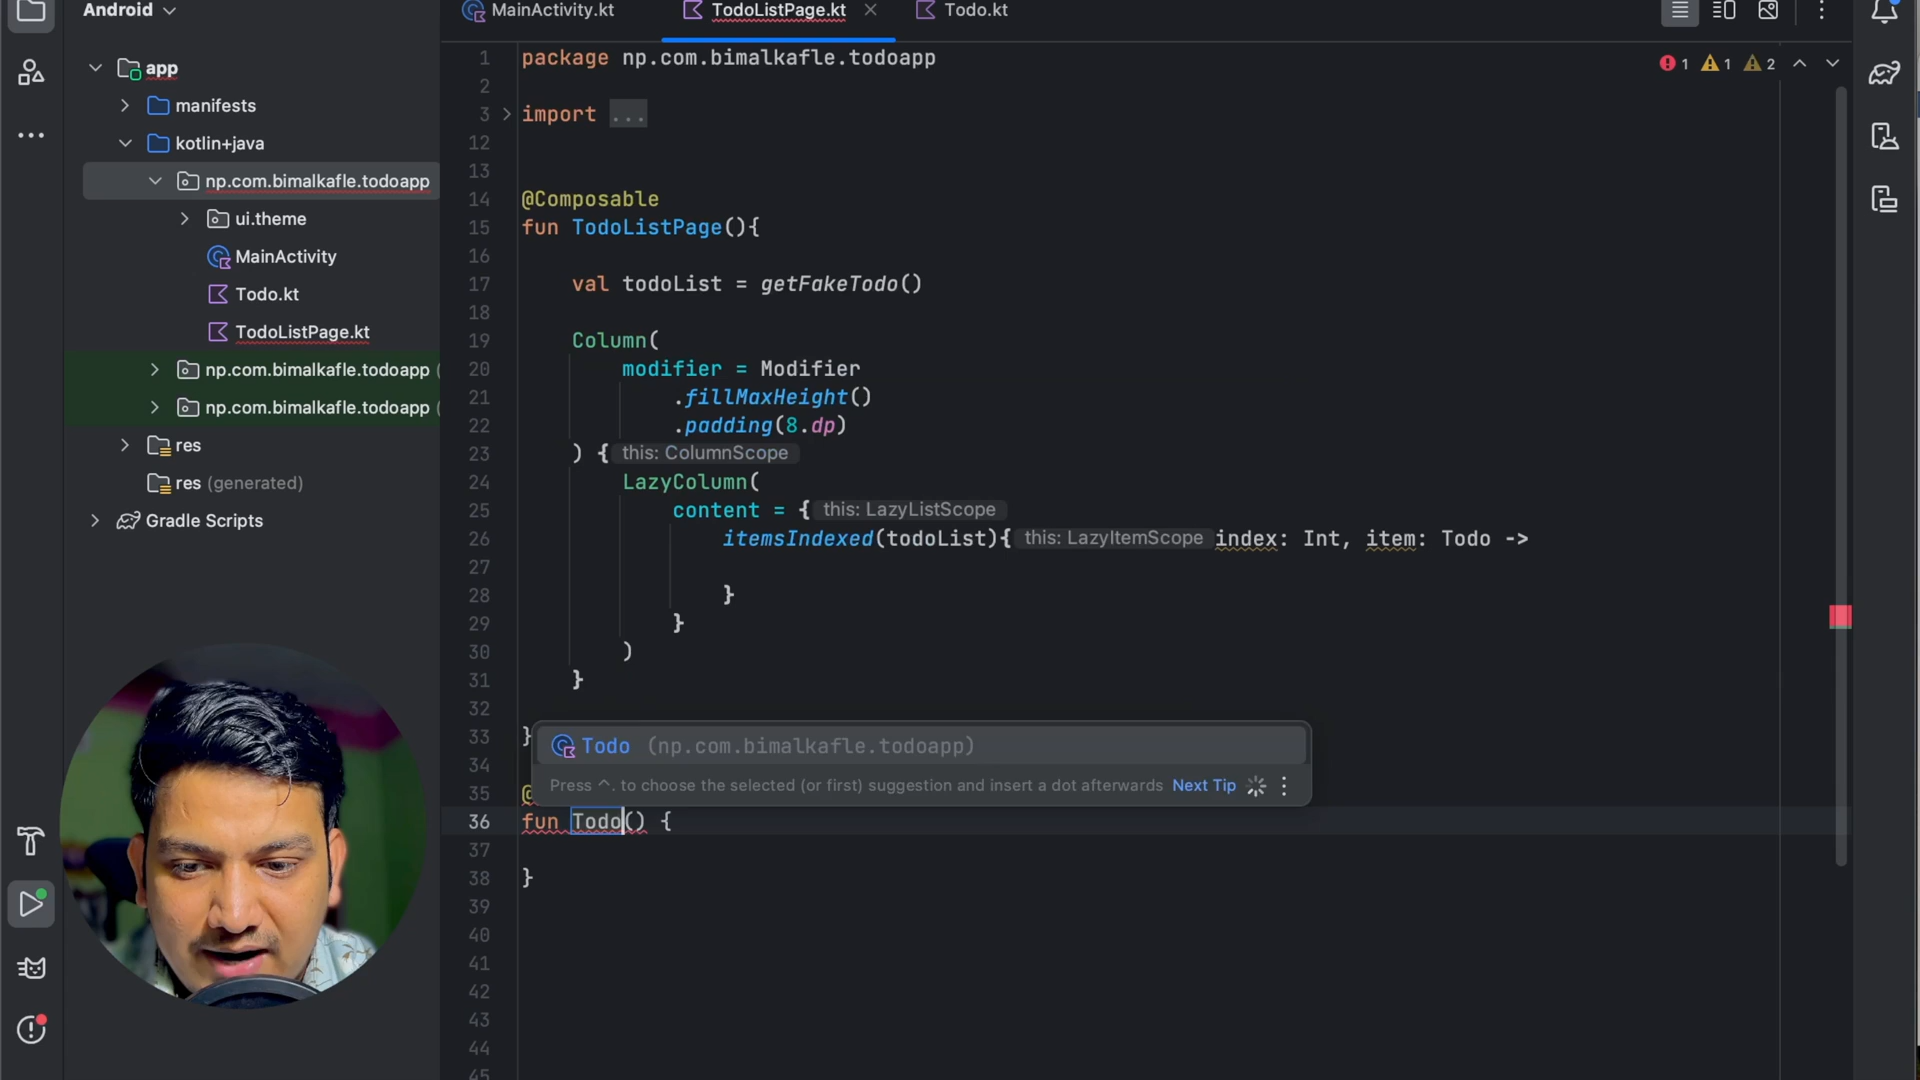 Android
MainActivity.kt
TodoListPage.kt
Todo.kt
app
manifests
kotlin+java
np.com.bimalkafle.todoapp
ui.theme
MainActivity
Todo.kt
TodoListPage.kt
np.com.bimalkafle.todoapp (
np.com.bimalkafle.todoapp (
res
res (generated)
Gradle Scripts
1 package np.com.bimalkafle.todoapp
1 1 2
2
3 import ...
12
13
14 @Composable
15 fun TodoListPage(){
16
17 val todoList = getFakeTodo()
18
19 Column(
20 modifier = Modifier
21 .fillMaxHeight()
22 .padding(8.dp)
23 ) { this: ColumnScope
24 LazyColumn(
25 content = { this: LazyListScope
26 itemsIndexed(todoList){ this: LazyItemScope index: Int, item: Todo ->
27
28 }
29 }
30 )
31 }
32
33 }
Todo (np.com.bimalkafle.todoapp)
34
Press ^. to choose the selected (or first) suggestion and insert a dot afterwards Next Tip
35 @
36 fun Todo() {
37
38 }
39
40
41
42
43
44
45